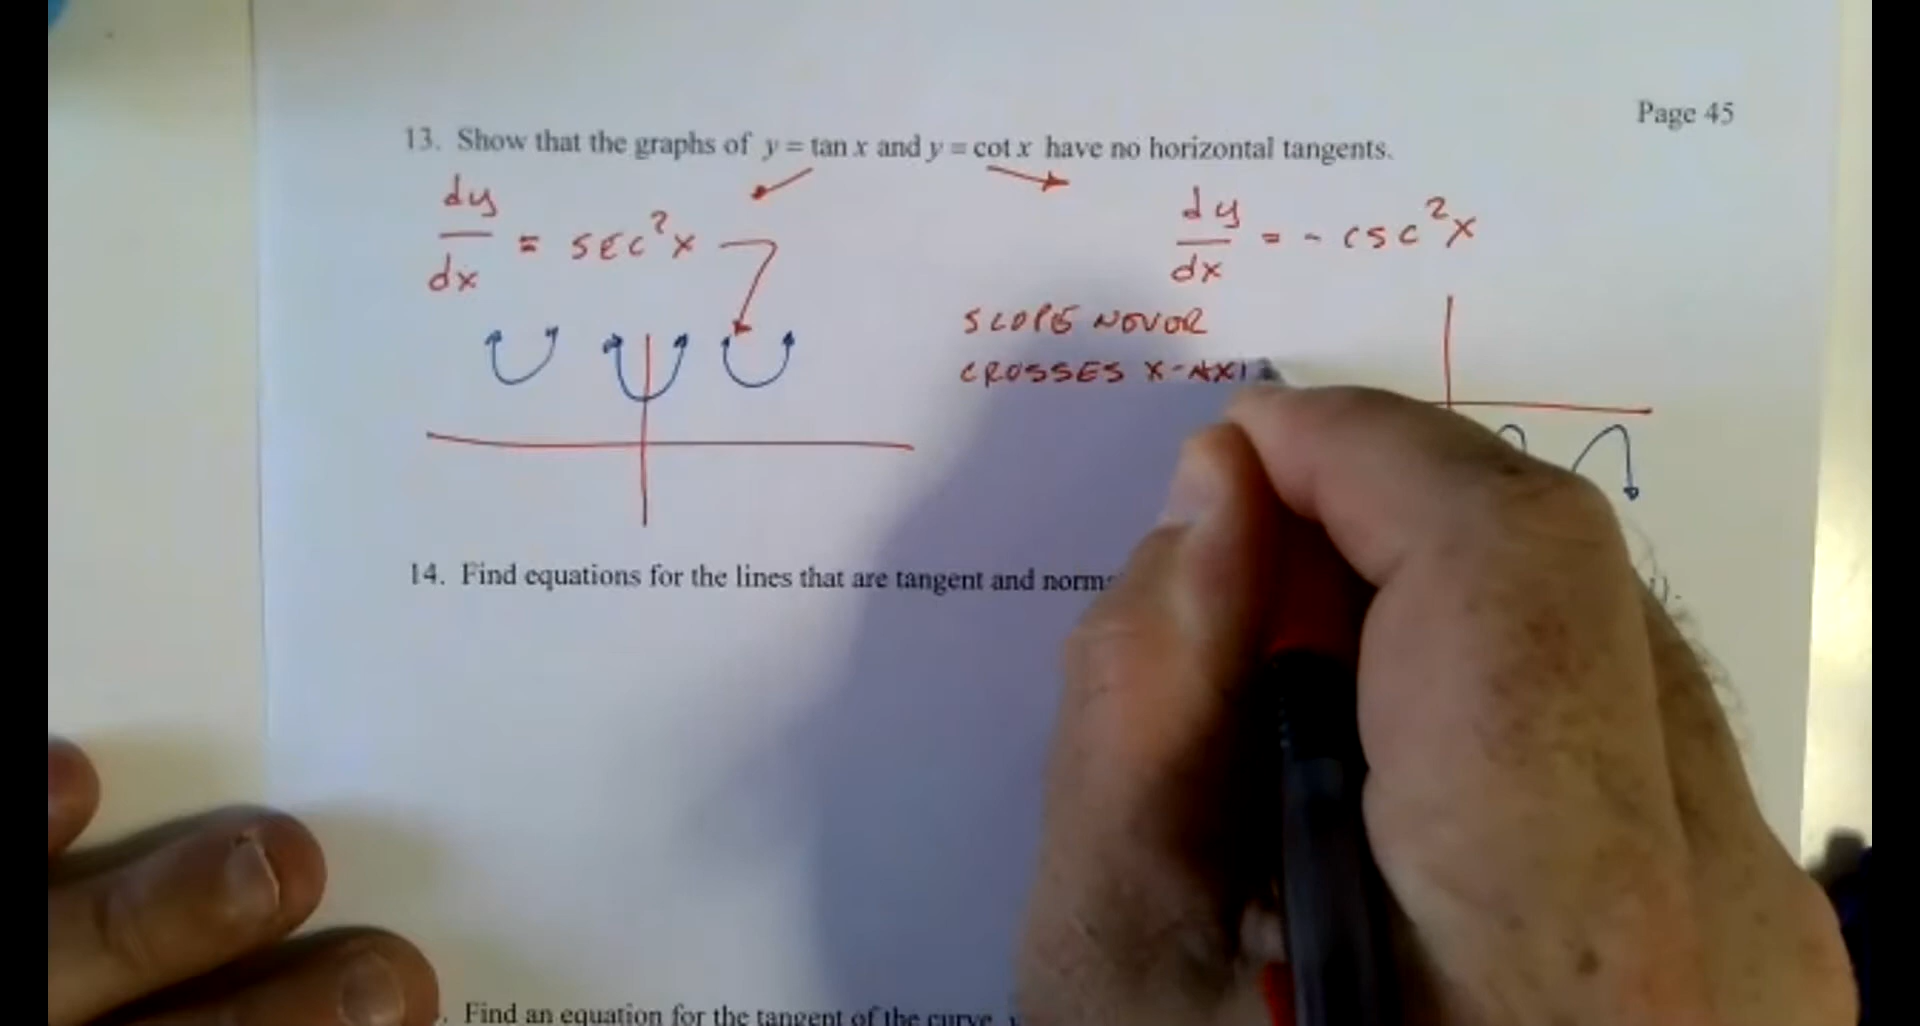 Page 45
13. Show that the graphs of y = tan x and y = cot x have no horizontal tangents.
dy/dx = sec²x
dy/dx = - csc²x
SLOPE NEVER
CROSSES X-AXIS
14. Find equations for the lines that are tangent and
Find an equation for the tangent of the curve,